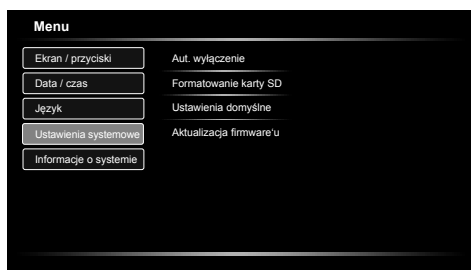 Menu
Ekran / przyciski
Data / czas
Język
Ustawienia systemowe
Informacje o systemie
Aut. wyłączenie
Formatowanie karty SD
Ustawienia domyślne
Aktualizacja firmware‘u